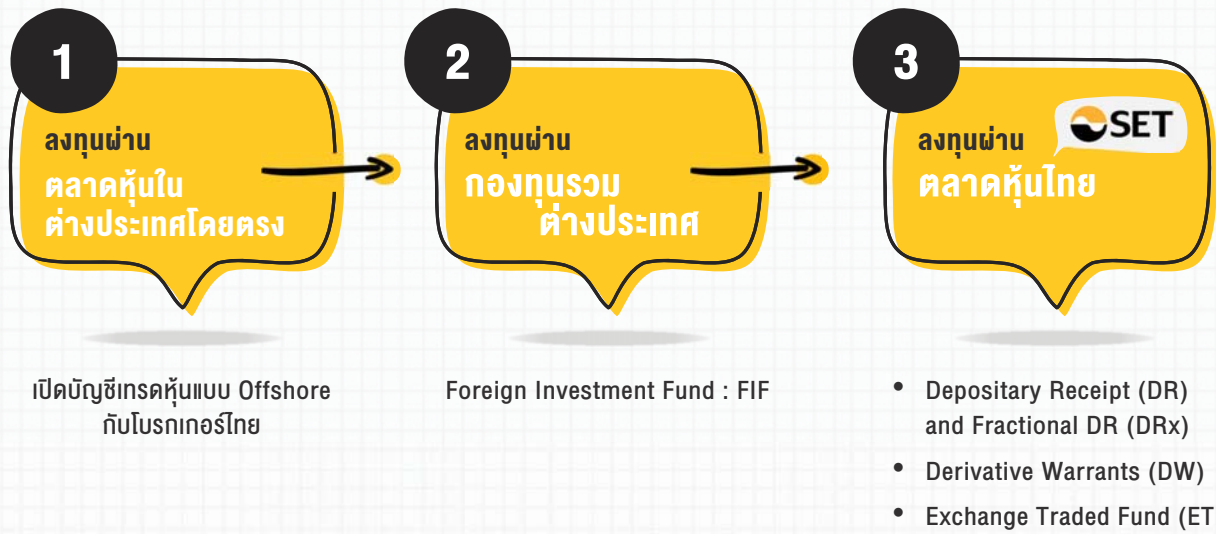 1
ลงทุนผ่าน
ตลาดหุ้นใน
ต่างประเทศโดยตรง
เปิดบัญชีเทรดหุ้นแบบ Offshore
กับโบรกเกอร์ไทย
2
ลงทุนผ่าน
กองทุนรวม
ต่างประเทศ
Foreign Investment Fund : FIF
3
SET
ลงทุนผ่าน
ตลาดหุ้นไทย
• Depositary Receipt (DR)
and Fractional DR (DRx)
• Derivative Warrants (DW)
• Exchange Traded Fund (ET